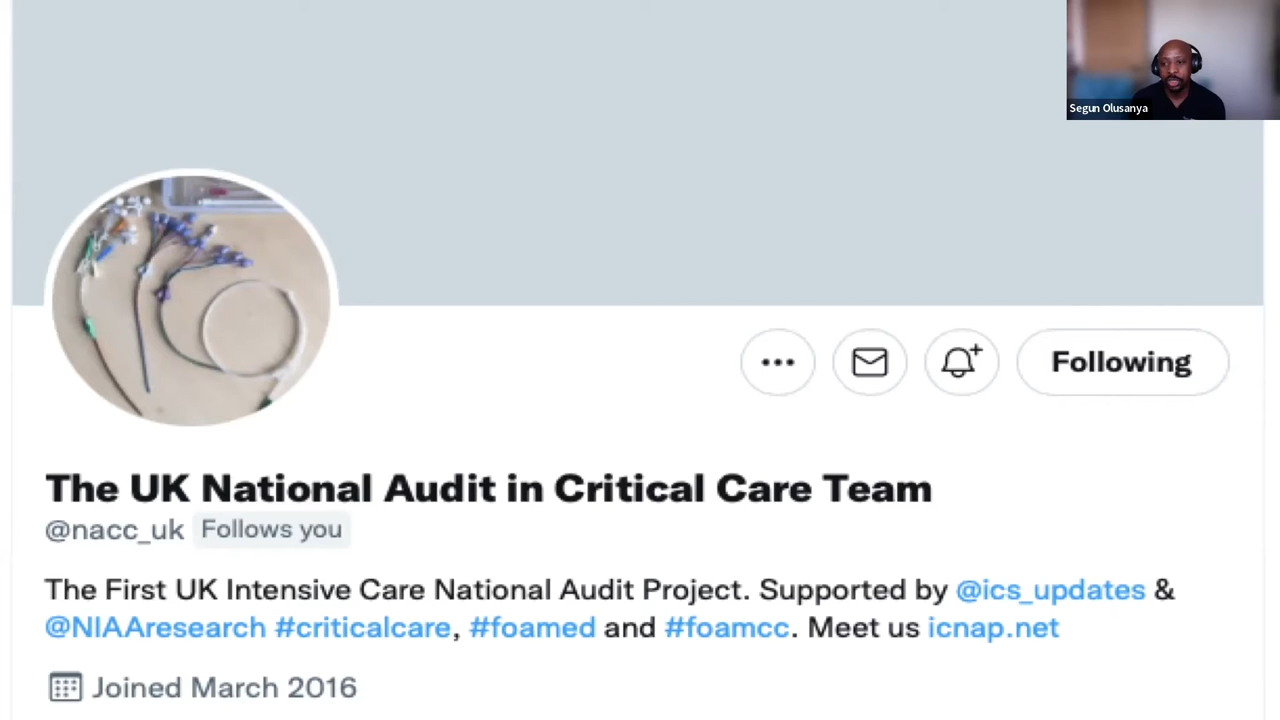 Segun Olusanya
Following
The UK National Audit in Critical Care Team
@nacc_uk Follows you
The First UK Intensive Care National Audit Project. Supported by @ics_updates &
@NIAAresearch #criticalcare, #foamed and #foamcc. Meet us icnap.net
Joined March 2016